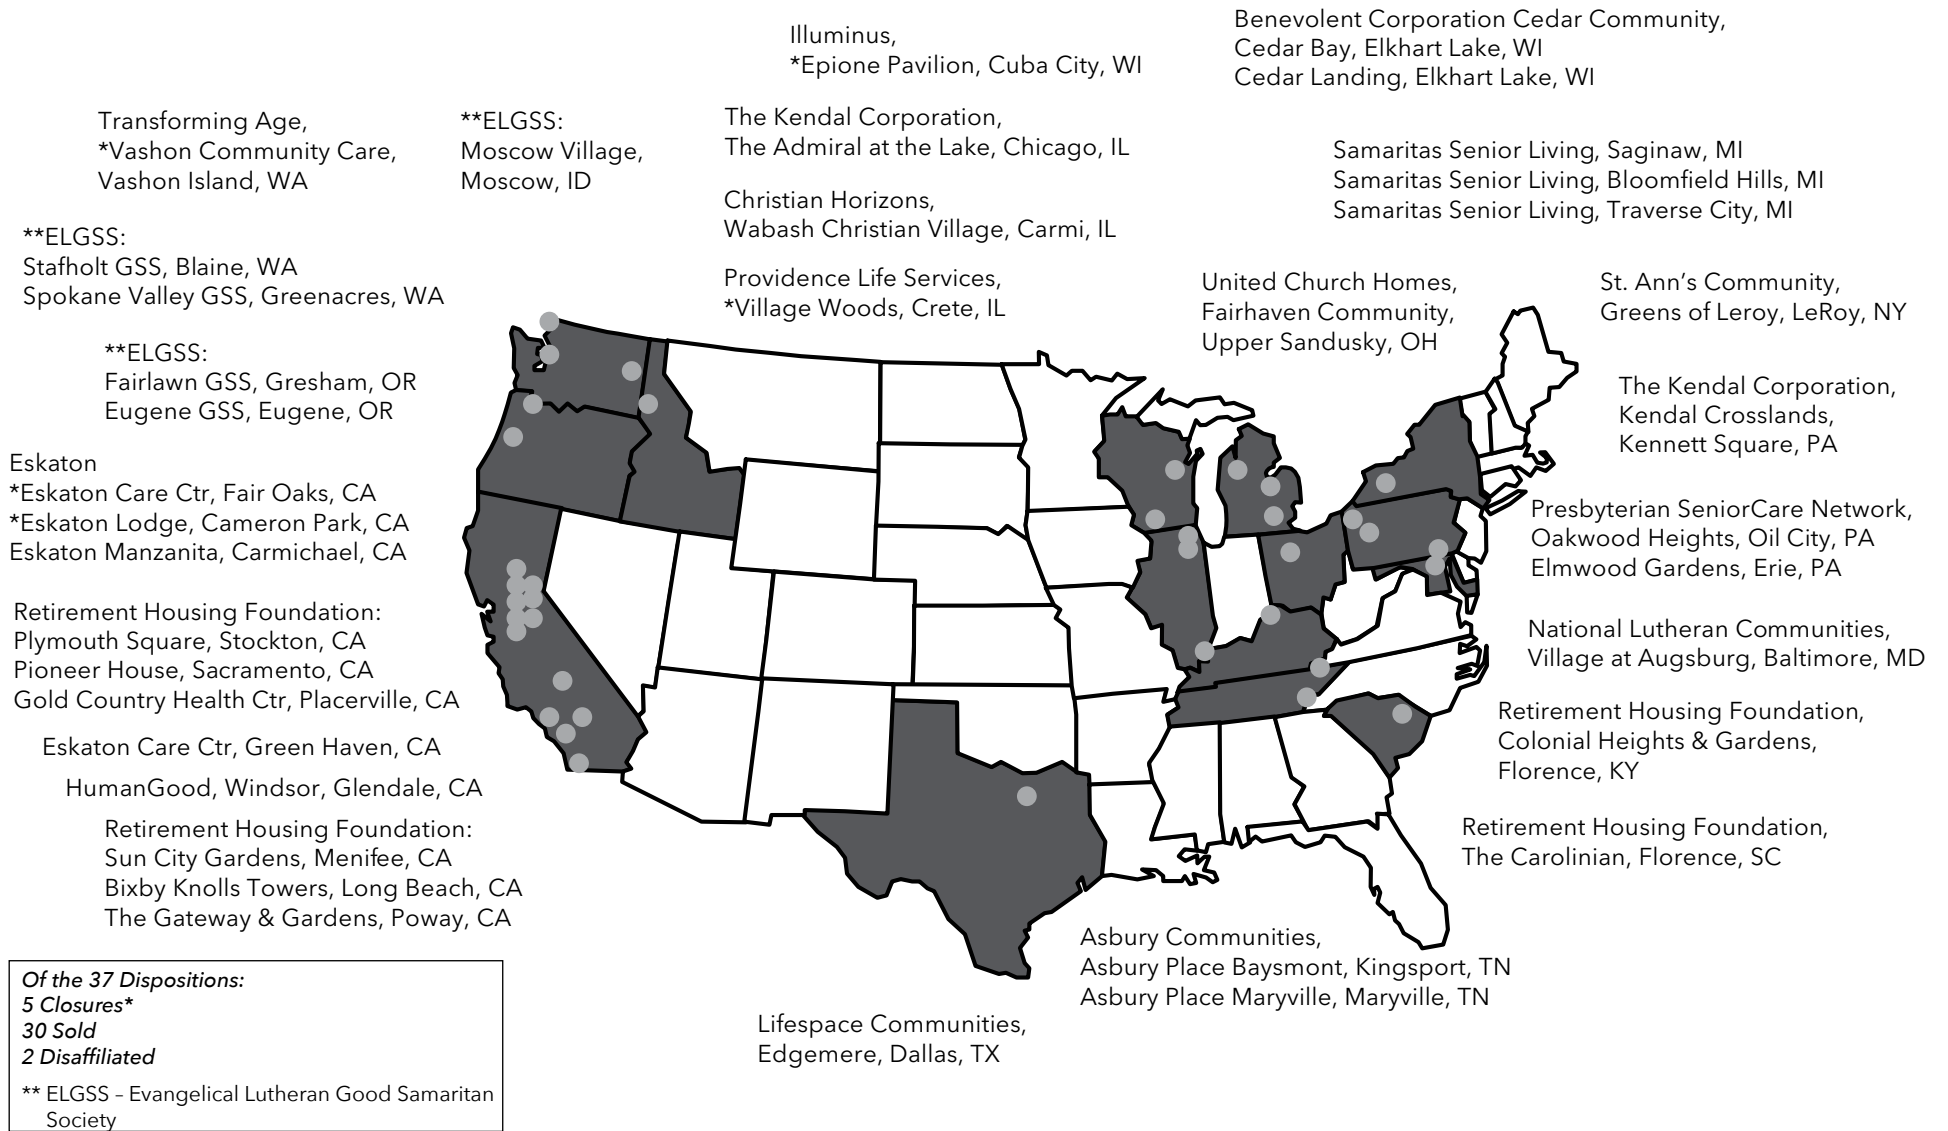 Illuminus,
*Epione Pavilion, Cuba City, WI
Benevolent Corporation Cedar Community,
Cedar Bay, Elkhart Lake, WI
Cedar Landing, Elkhart Lake, WI
Transforming Age,
*Vashon Community Care,
Vashon Island, WA
**ELGSS:
Moscow Village,
Moscow, ID
The Kendal Corporation,
The Admiral at the Lake, Chicago, IL
Samaritas Senior Living, Saginaw, MI
Samaritas Senior Living, Bloomfield Hills, MI
Samaritas Senior Living, Traverse City, MI
Christian Horizons,
Wabash Christian Village, Carmi, IL
**ELGSS:
Stafholt GSS, Blaine, WA
Spokane Valley GSS, Greenacres, WA
Providence Life Services,
*Village Woods, Crete, IL
United Church Homes,
Fairhaven Community,
Upper Sandusky, OH
St. Ann’s Community,
Greens of Leroy, LeRoy, NY
**ELGSS:
Fairlawn GSS, Gresham, OR
Eugene GSS, Eugene, OR
The Kendal Corporation,
Kendal Crosslands,
Kennett Square, PA
Eskaton
*Eskaton Care Ctr, Fair Oaks, CA
*Eskaton Lodge, Cameron Park, CA
Eskaton Manzanita, Carmichael, CA
Presbyterian SeniorCare Network,
Oakwood Heights, Oil City, PA
Elmwood Gardens, Erie, PA
Retirement Housing Foundation:
Plymouth Square, Stockton, CA
Pioneer House, Sacramento, CA
Gold Country Health Ctr, Placerville, CA
National Lutheran Communities,
Village at Augsburg, Baltimore, MD
Eskaton Care Ctr, Green Haven, CA
Retirement Housing Foundation,
Colonial Heights & Gardens,
Florence, KY
HumanGood, Windsor, Glendale, CA
Retirement Housing Foundation:
Sun City Gardens, Menifee, CA
Bixby Knolls Towers, Long Beach, CA
The Gateway & Gardens, Poway, CA
Retirement Housing Foundation,
The Carolinian, Florence, SC
Asbury Communities,
Asbury Place Baysmont, Kingsport, TN
Asbury Place Maryville, Maryville, TN
Lifespace Communities,
Edgemere, Dallas, TX
Of the 37 Dispositions:
5 Closures*
30 Sold
2 Disaffiliated
** ELGSS – Evangelical Lutheran Good Samaritan
Society